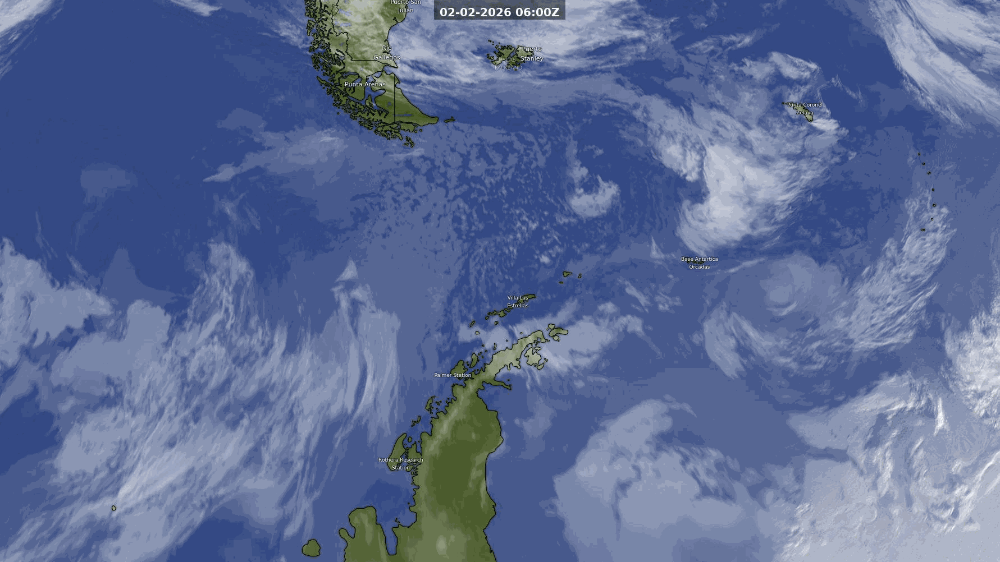 Puerto San
Julián
02-02-2026 06:00Z
Río
Gallegos
Puerto
Stanley
ISLAS
FALKLAND
Punta Arenas
Punta Coronel
Zelaya
Base Antartica
Orcadas
Villa Las
Estrellas
Palmer Station
Rothera Research
Station